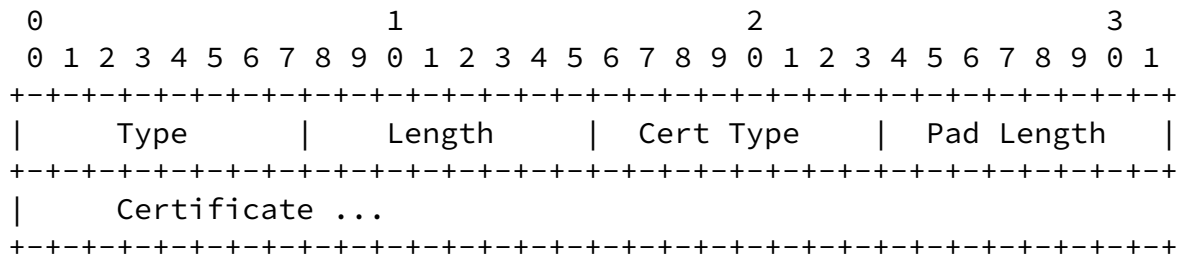 0                   1                   2                   3
 0 1 2 3 4 5 6 7 8 9 0 1 2 3 4 5 6 7 8 9 0 1 2 3 4 5 6 7 8 9 0 1
+-+-+-+-+-+-+-+-+-+-+-+-+-+-+-+-+-+-+-+-+-+-+-+-+-+-+-+-+-+-+-+-+
|     Type      |    Length     |  Cert Type    |  Pad Length   |
+-+-+-+-+-+-+-+-+-+-+-+-+-+-+-+-+-+-+-+-+-+-+-+-+-+-+-+-+-+-+-+-+
|     Certificate ...
+-+-+-+-+-+-+-+-+-+-+-+-+-+-+-+-+-+-+-+-+-+-+-+-+-+-+-+-+-+-+-+-+